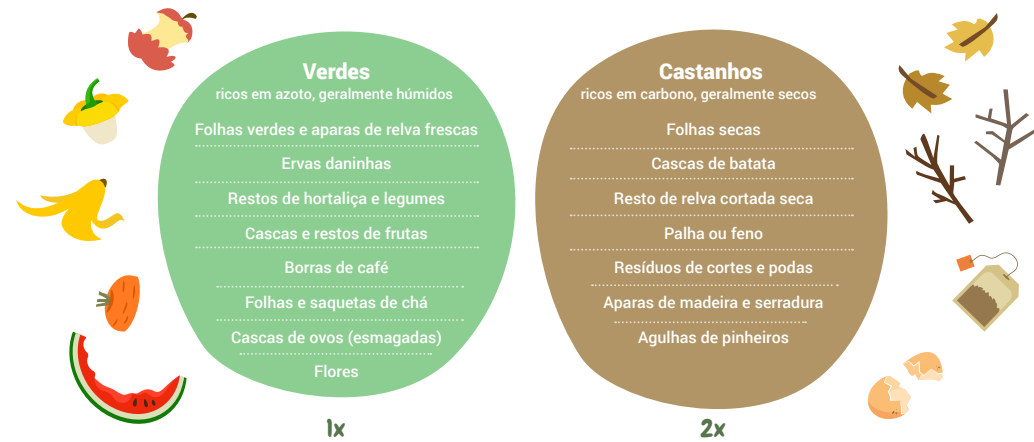 Verdes
ricos em azoto, geralmente húmidos
Folhas verdes e aparas de relva frescas
Ervas daninhas
Restos de hortaliça e legumes
Cascas e restos de frutas
Borras de café
Folhas e saquetas de chá
Cascas de ovos (esmagadas)
Flores
1x
Castanhos
ricos em carbono, geralmente secos
Folhas secas
Cascas de batata
Resto de relva cortada seca
Palha ou feno
Resíduos de cortes e podas
Aparas de madeira e serradura
Agulhas de pinheiros
2x